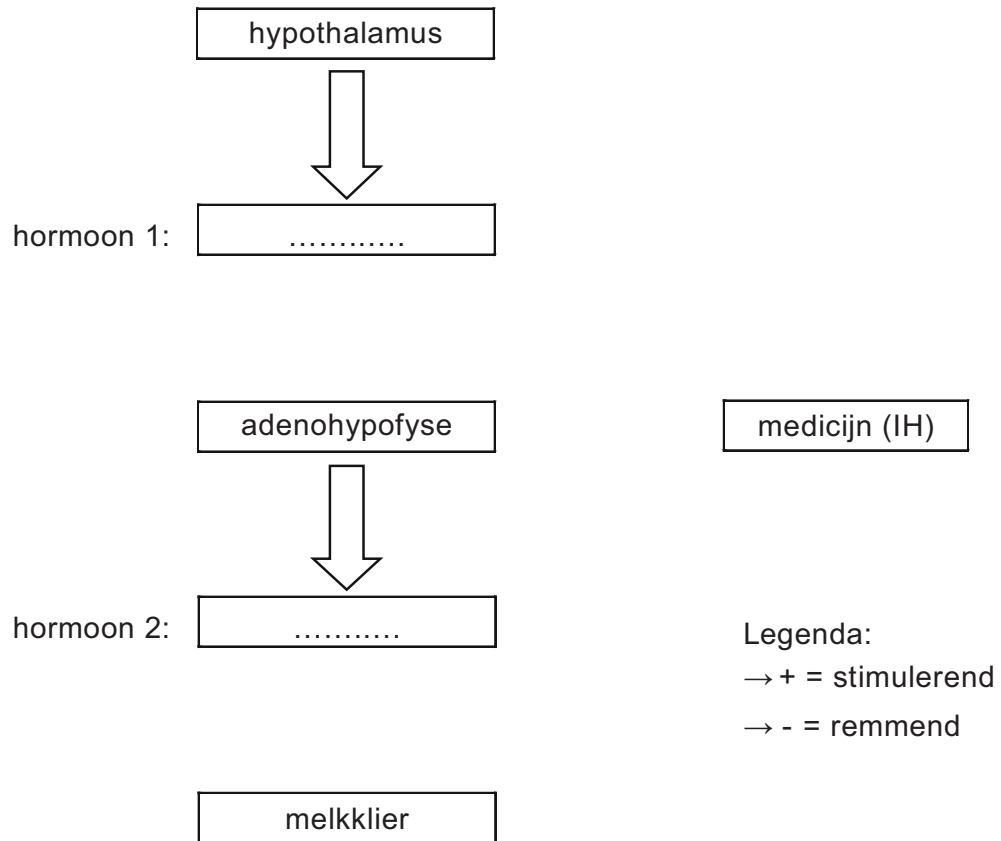 hypothalamus
hormoon 1: ............
adenohypofyse
medicijn (IH)
hormoon 2: ...........
Legenda:
→ + = stimulerend
→ - = remmend
melkklier